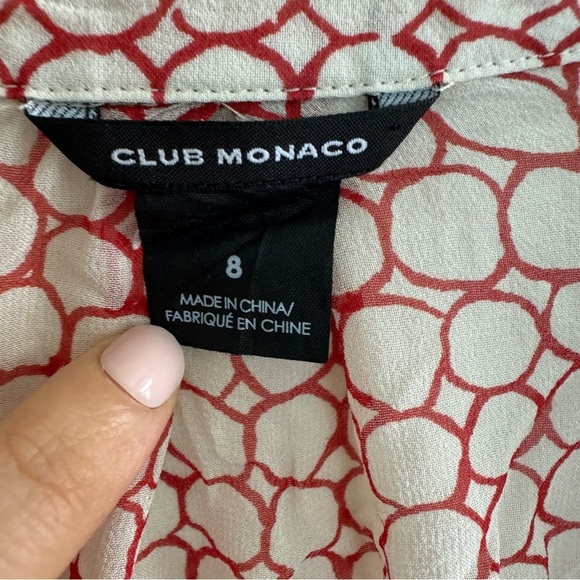 CLUB MONACO
8
MADE IN CHINA/
FABRIQUÉ EN CHINE